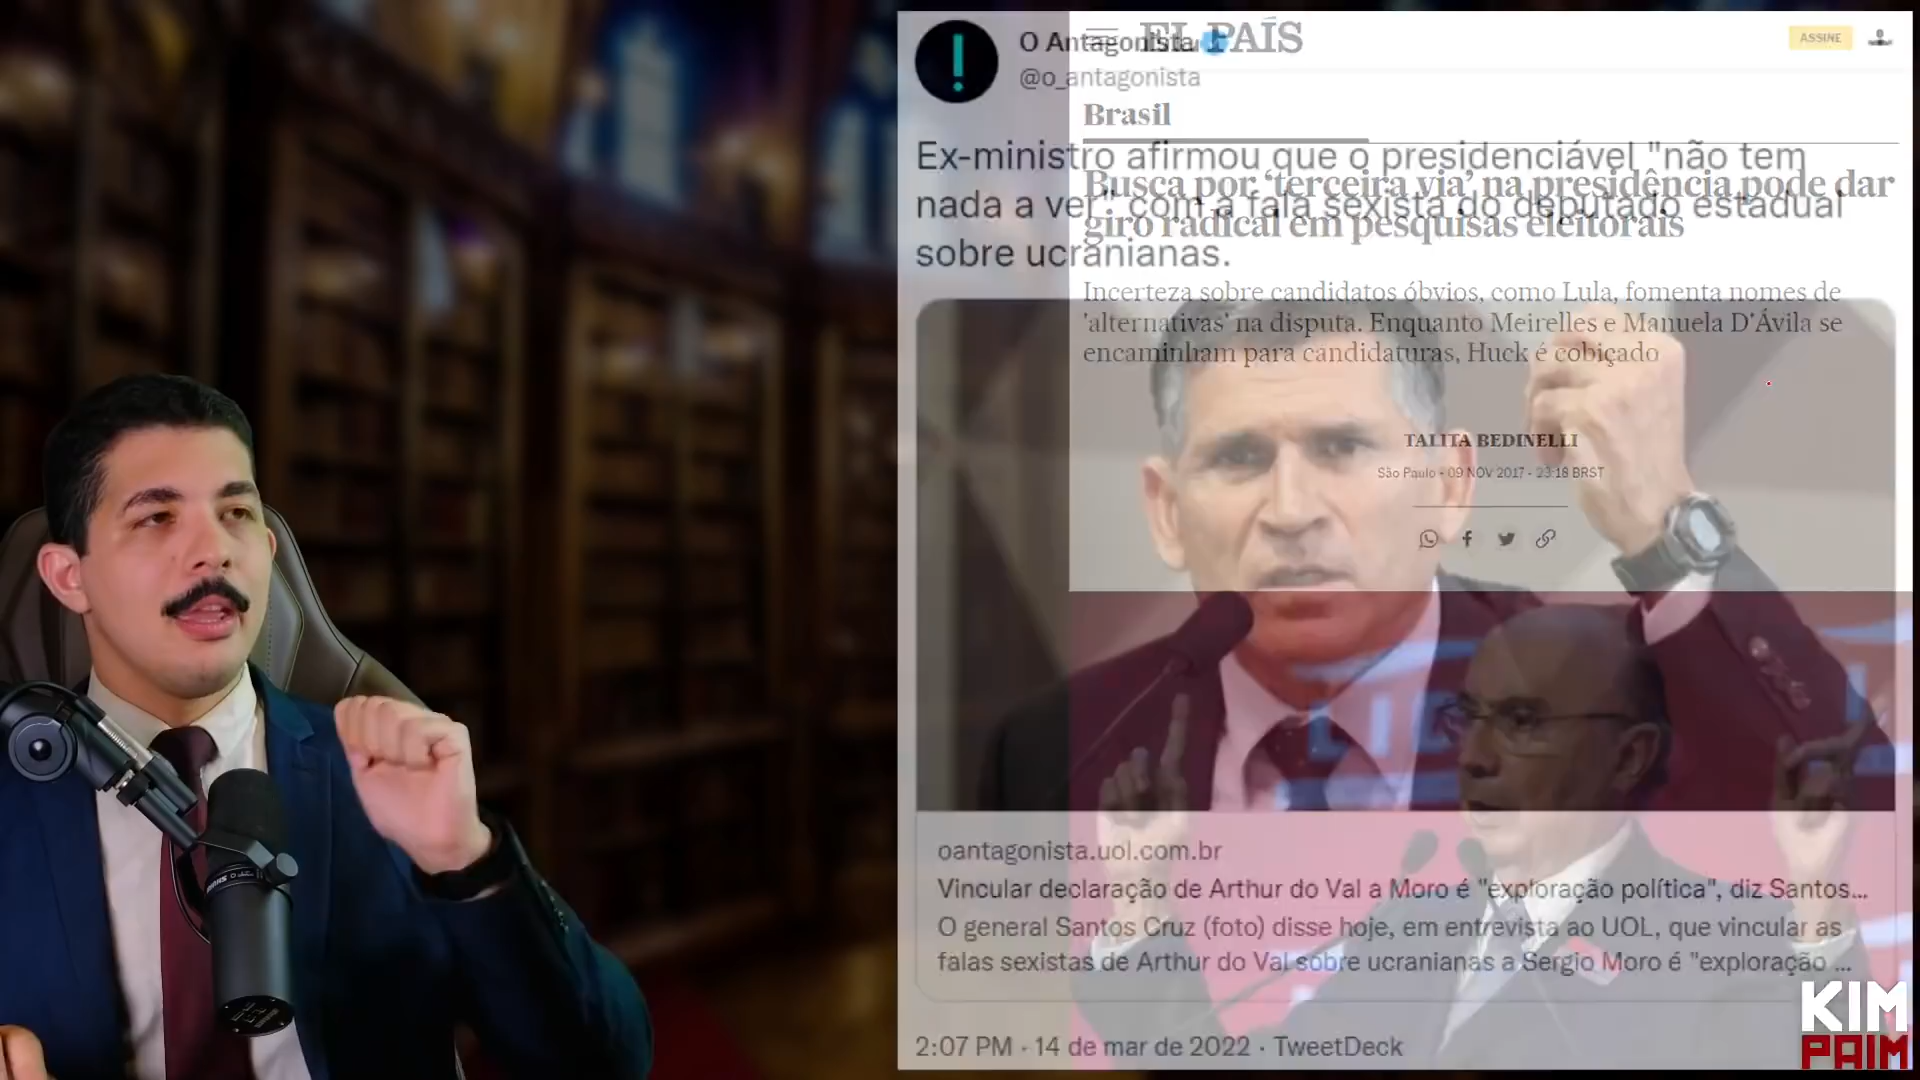 O Antagonista
@o_antagonista
Ex-ministro afirmou que o presidenciável "não tem
nada a ver" com a fala sexista do deputado estadual
sobre ucranianas.
oantagonista.uol.com.br
Vincular declaração de Arthur do Val a Moro é "exploração política", diz Santos...
O general Santos Cruz (foto) disse hoje, em entrevista ao UOL, que vincular as
falas sexistas de Arthur do Val sobre ucranianas a Sergio Moro é "exploração ...
2:07 PM · 14 de mar de 2022 · TweetDeck
EL PAÍS
ASSINE
Brasil
Busca por 'terceira via' na presidência pode dar
giro radical em pesquisas eleitorais
Incerteza sobre candidatos óbvios, como Lula, fomenta nomes de
'alternativas' na disputa. Enquanto Meirelles e Manuela D'Ávila se
encaminham para candidaturas, Huck é cobiçado
TALITA BEDINELLI
São Paulo - 09 NOV 2017 - 23:18 BRST
KIM
PAIM